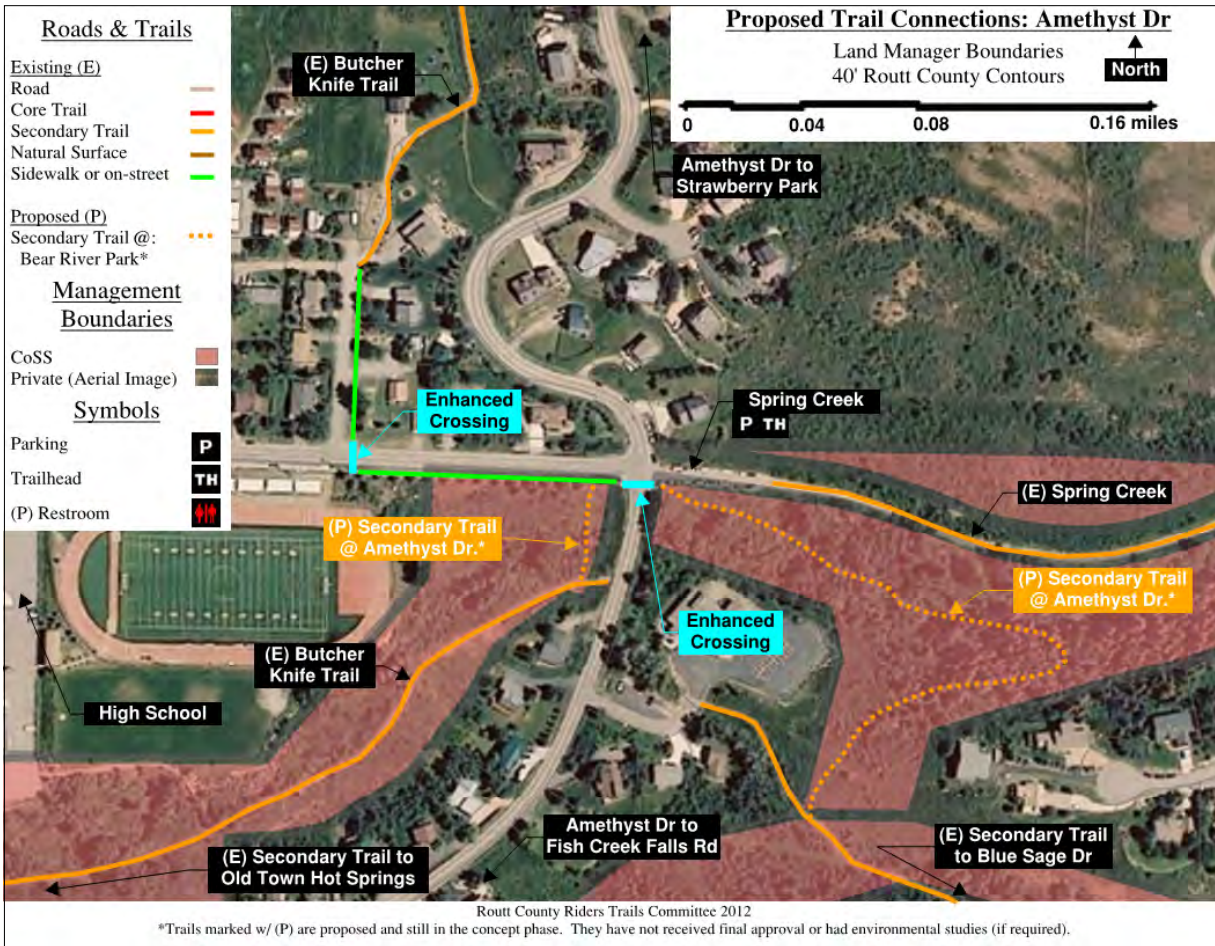 Roads & Trails
Existing (E)
Road
Core Trail
Secondary Trail
Natural Surface
Sidewalk or on-street
Proposed (P)
Secondary Trail @:
Bear River Park*
Management
Boundaries
CoSS
Private (Aerial Image)
Symbols
Parking
P
Trailhead
TH
(P) Restroom
Proposed Trail Connections: Amethyst Dr
Land Manager Boundaries
40' Routt County Contours
North
0 0.04 0.08 0.16 miles
(E) Butcher
Knife Trail
Amethyst Dr to
Strawberry Park
Enhanced
Crossing
Spring Creek
P TH
(E) Spring Creek
(P) Secondary Trail
@ Amethyst Dr.*
(P) Secondary Trail
@ Amethyst Dr.*
Enhanced
Crossing
(E) Butcher
Knife Trail
High School
Amethyst Dr to
Fish Creek Falls Rd
(E) Secondary Trail to
Old Town Hot Springs
(E) Secondary Trail
to Blue Sage Dr
Routt County Riders Trails Committee 2012
*Trails marked w/ (P) are proposed and still in the concept phase. They have not received final approval or had environmental studies (if required).